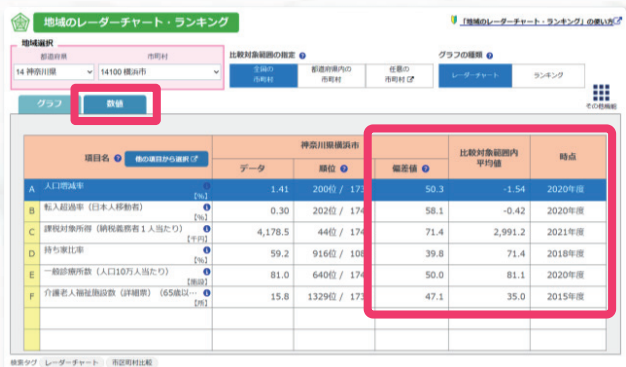 地域のレーダーチャート・ランキング
「地域のレーダーチャート・ランキング」の使い方
地域選択
都道府県 市町村
14 神奈川県 14100 横浜市
比較対象範囲の指定
全国の市町村 都道府県内の市町村 任意の市町村
グラフの種類
レーダーチャート ランキング
その他機能
グラフ 数値
項目名 他の項目から選択 神奈川県横浜市 比較対象範囲内平均値 時点
データ 順位 偏差値
A 人口増減率 【%】 1.41 200位 / 173 50.3 -1.54 2020年度
B 転入超過率（日本人移動者） 【%】 0.30 202位 / 174 58.1 -0.42 2020年度
C 課税対象所得（納税義務者１人当たり） 【千円】 4,178.5 44位 / 174 71.4 2,991.2 2021年度
D 持ち家比率 【%】 59.2 916位 / 108 39.8 71.4 2018年度
E 一般診療所数（人口10万人当たり） 【施設】 81.0 640位 / 174 50.0 81.1 2020年度
F 介護老人福祉施設数（詳細票）（65歳以… 【所】 15.8 1329位 / 173 47.1 35.0 2015年度
検索タグ レーダーチャート 市区町村比較